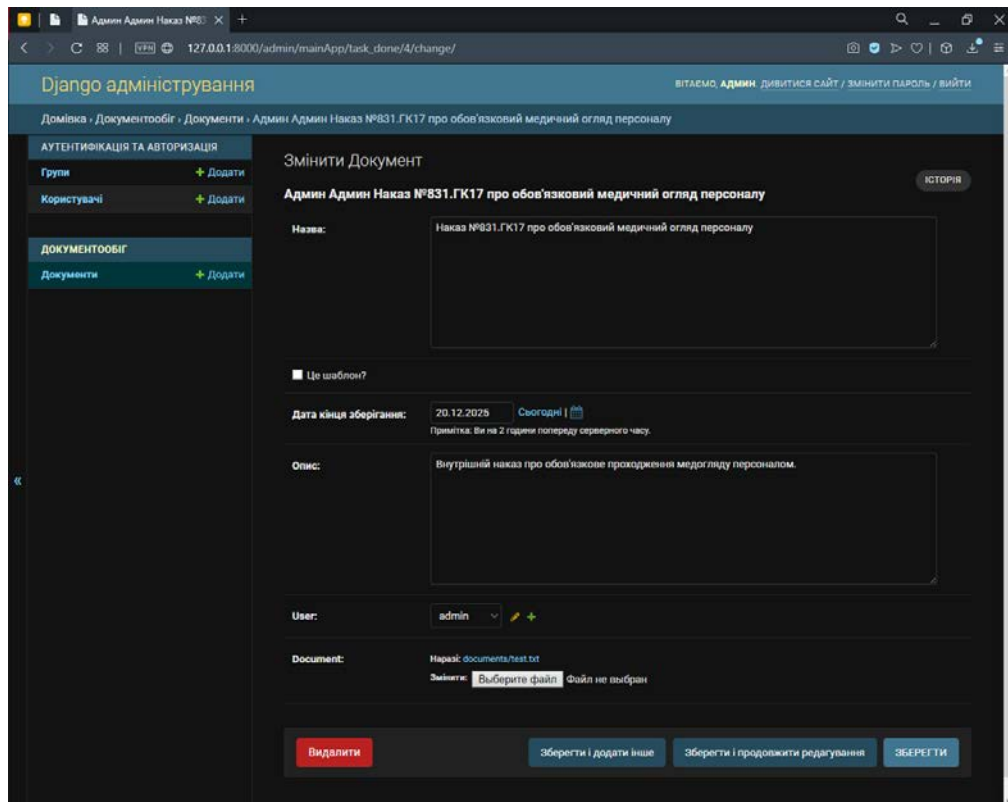 Админ Админ Наказ №83
VPN 127.0.0.1:8000/admin/mainApp/task_done/4/change/
Django адміністрування
ВІТАЄМО, АДМИН. ДИВИТИСЯ САЙТ / ЗМІНИТИ ПАРОЛЬ / ВИЙТИ
Домівка › Документообіг › Документи › Админ Админ Наказ №831.ГК17 про обов'язковий медичний огляд персоналу
АУТЕНТИФІКАЦІЯ ТА АВТОРИЗАЦІЯ
Групи + Додати
Користувачі + Додати
ДОКУМЕНТООБІГ
Документи + Додати
Змінити Документ
ІСТОРІЯ
Админ Админ Наказ №831.ГК17 про обов'язковий медичний огляд персоналу
Назва: Наказ №831.ГК17 про обов'язковий медичний огляд персоналу
Це шаблон?
Дата кінця зберігання: 20.12.2025 Сьогодні |
Примітка: Ви на 2 години попереду серверного часу.
Опис: Внутрішній наказ про обов'язкове проходження медогляду персоналом.
User: admin
Document: Наразі: documents/test.txt
Змінити: Выберите файл Файл не выбран
Видалити Зберегти і додати інше Зберегти і продовжити редагування ЗБЕРЕГТИ